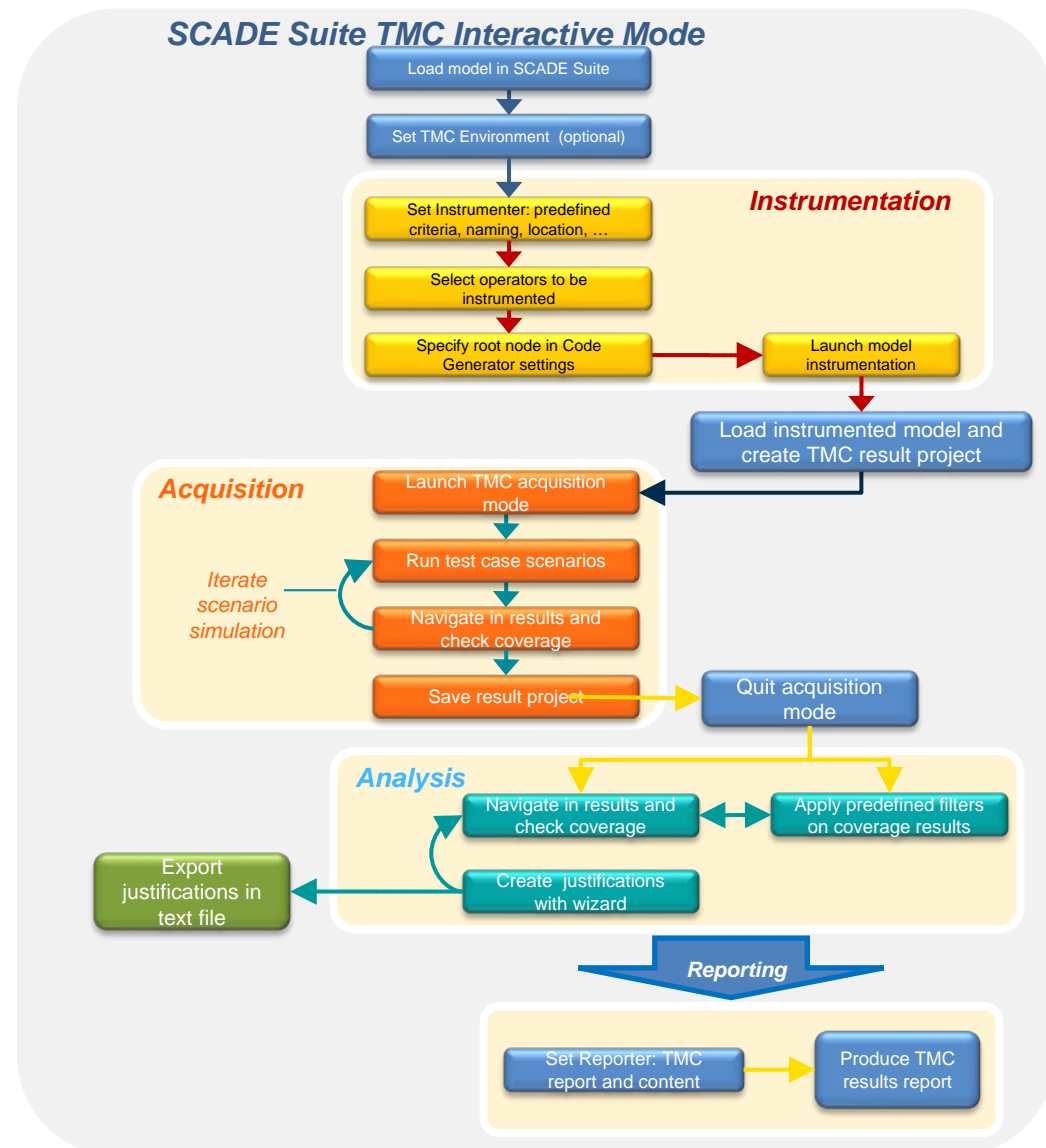 SCADE Suite TMC Interactive Mode
Load model in SCADE Suite
Set TMC Environment (optional)
Instrumentation
Set Instrumenter: predefined
criteria, naming, location, …
Select operators to be
instrumented
Specify root node in Code
Generator settings
Launch model
instrumentation
Load instrumented model and
create TMC result project
Acquisition
Launch TMC acquisition
mode
Run test case scenarios
Iterate
scenario
simulation
Navigate in results and
check coverage
Save result project
Quit acquisition
mode
Analysis
Navigate in results and
check coverage
Apply predefined filters
on coverage results
Create justifications
with wizard
Export
justifications in
text file
Reporting
Set Reporter: TMC
report and content
Produce TMC
results report